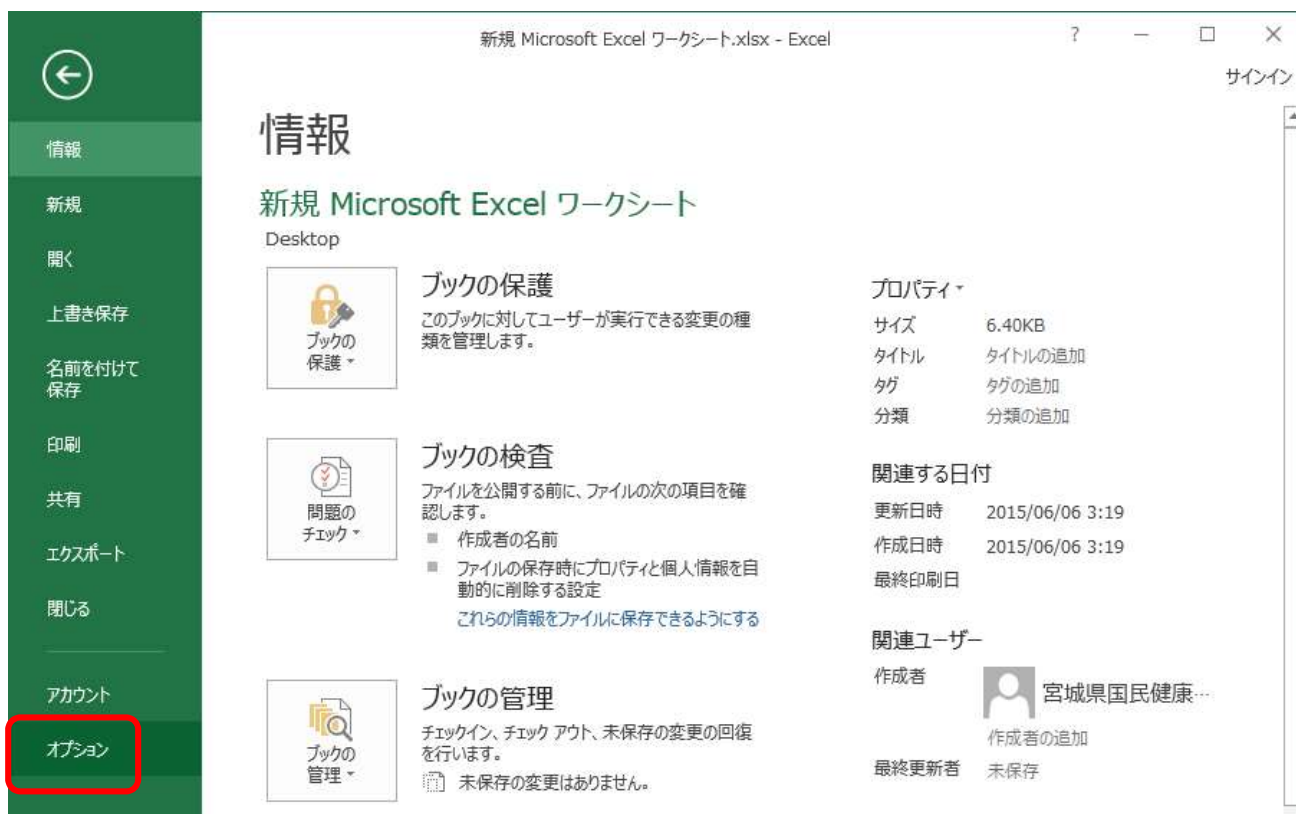 新規 Microsoft Excel ワークシート.xlsx - Excel
?
サインイン
情報
新規
開く
上書き保存
名前を付けて
保存
印刷
共有
エクスポート
閉じる
アカウント
オプション
情報
新規 Microsoft Excel ワークシート
Desktop
ブックの
保護
ブックの保護
このブックに対してユーザーが実行できる変更の種
類を管理します。
問題の
チェック
ブックの検査
ファイルを公開する前に、ファイルの次の項目を確
認します。
作成者の名前
ファイルの保存時にプロパティと個人情報を自
動的に削除する設定
これらの情報をファイルに保存できるようにする
ブックの
管理
ブックの管理
チェックイン、チェック アウト、未保存の変更の回復
を行います。
未保存の変更はありません。
プロパティ
サイズ 6.40KB
タイトル タイトルの追加
タグ タグの追加
分類 分類の追加
関連する日付
更新日時 2015/06/06 3:19
作成日時 2015/06/06 3:19
最終印刷日
関連ユーザー
作成者 宮城県国民健康…
作成者の追加
最終更新者 未保存